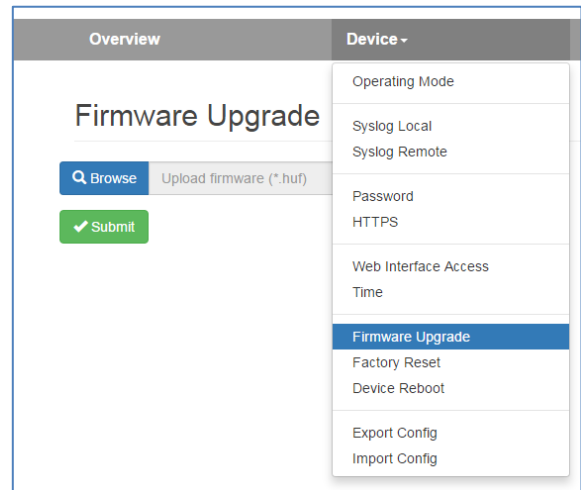 Overview
Device
Firmware Upgrade
Browse
Upload firmware (*.huf)
Submit
Operating Mode
Syslog Local
Syslog Remote
Password
HTTPS
Web Interface Access
Time
Firmware Upgrade
Factory Reset
Device Reboot
Export Config
Import Config